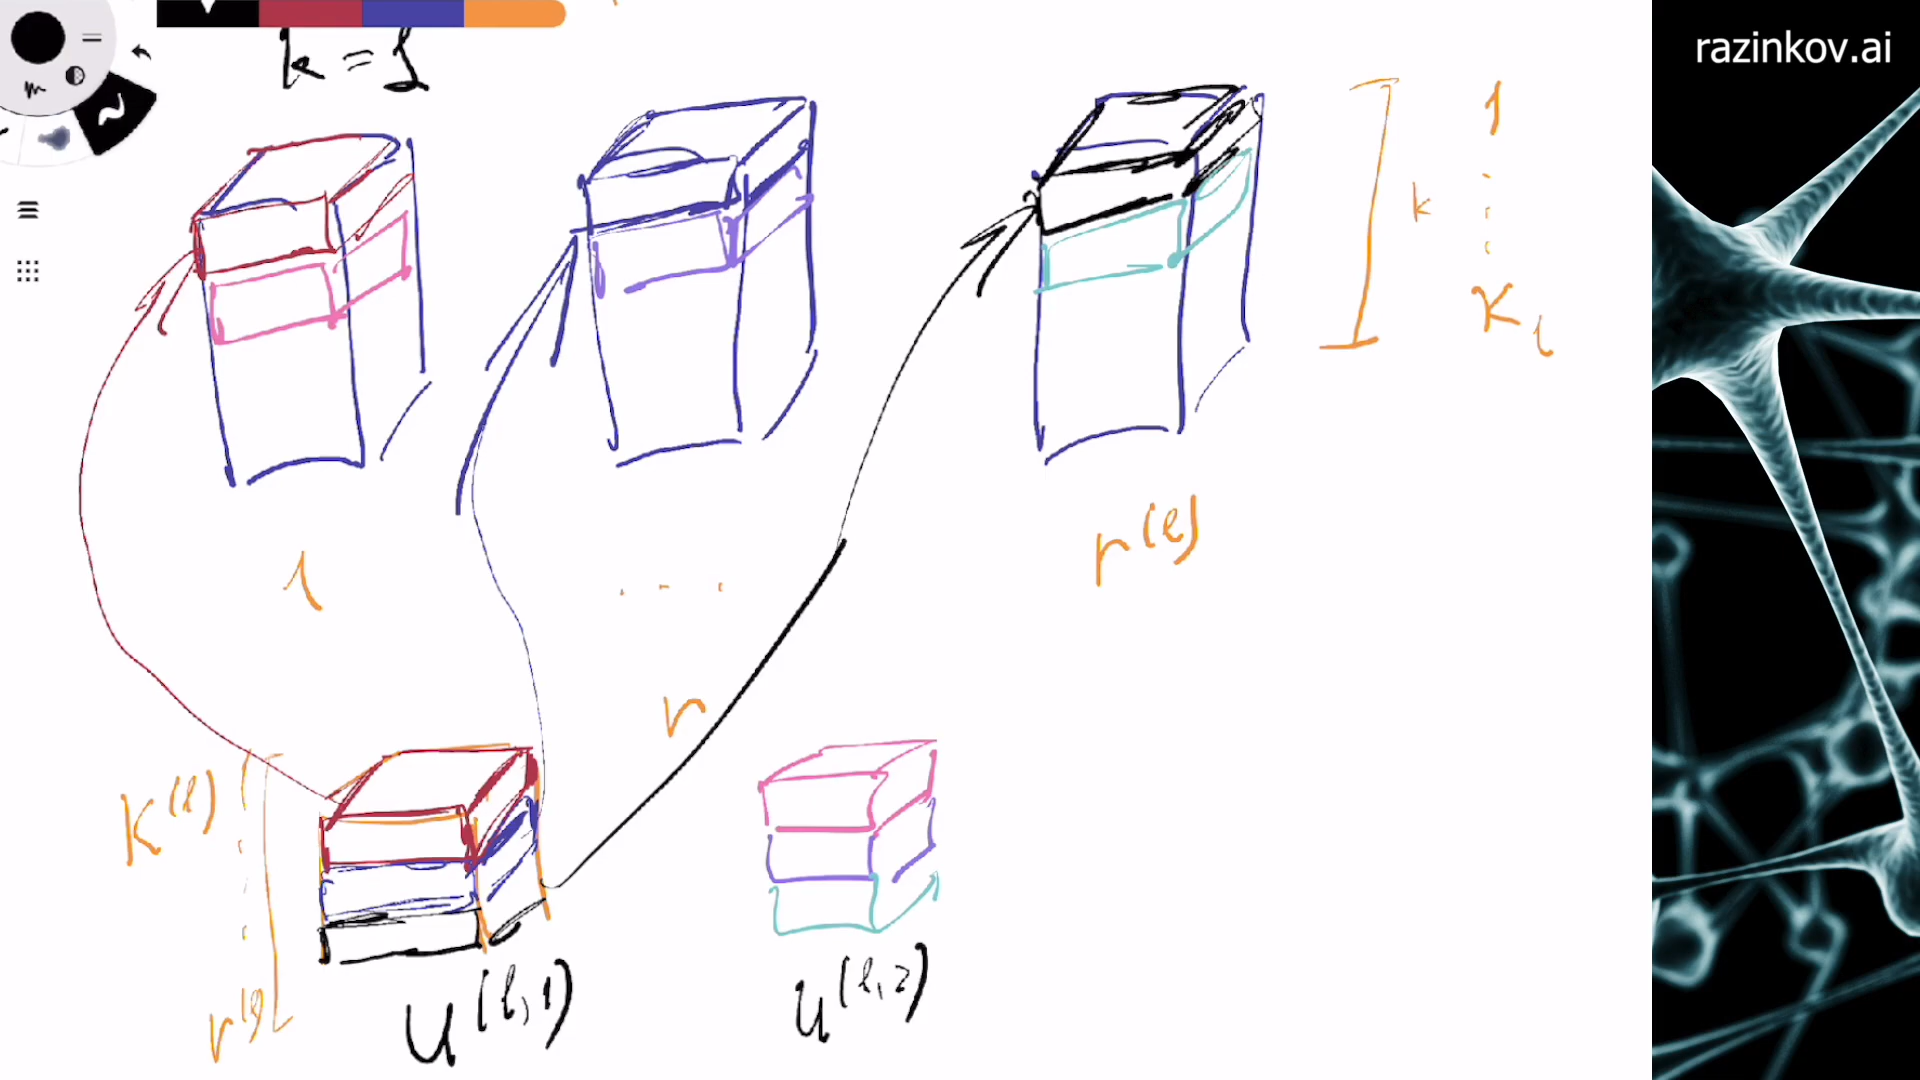 razinkov.ai
k = 1
1
k
K_l
r^(l)
1
...
r
K^(l)
r^(l)
u^(l,1)
u^(l,2)